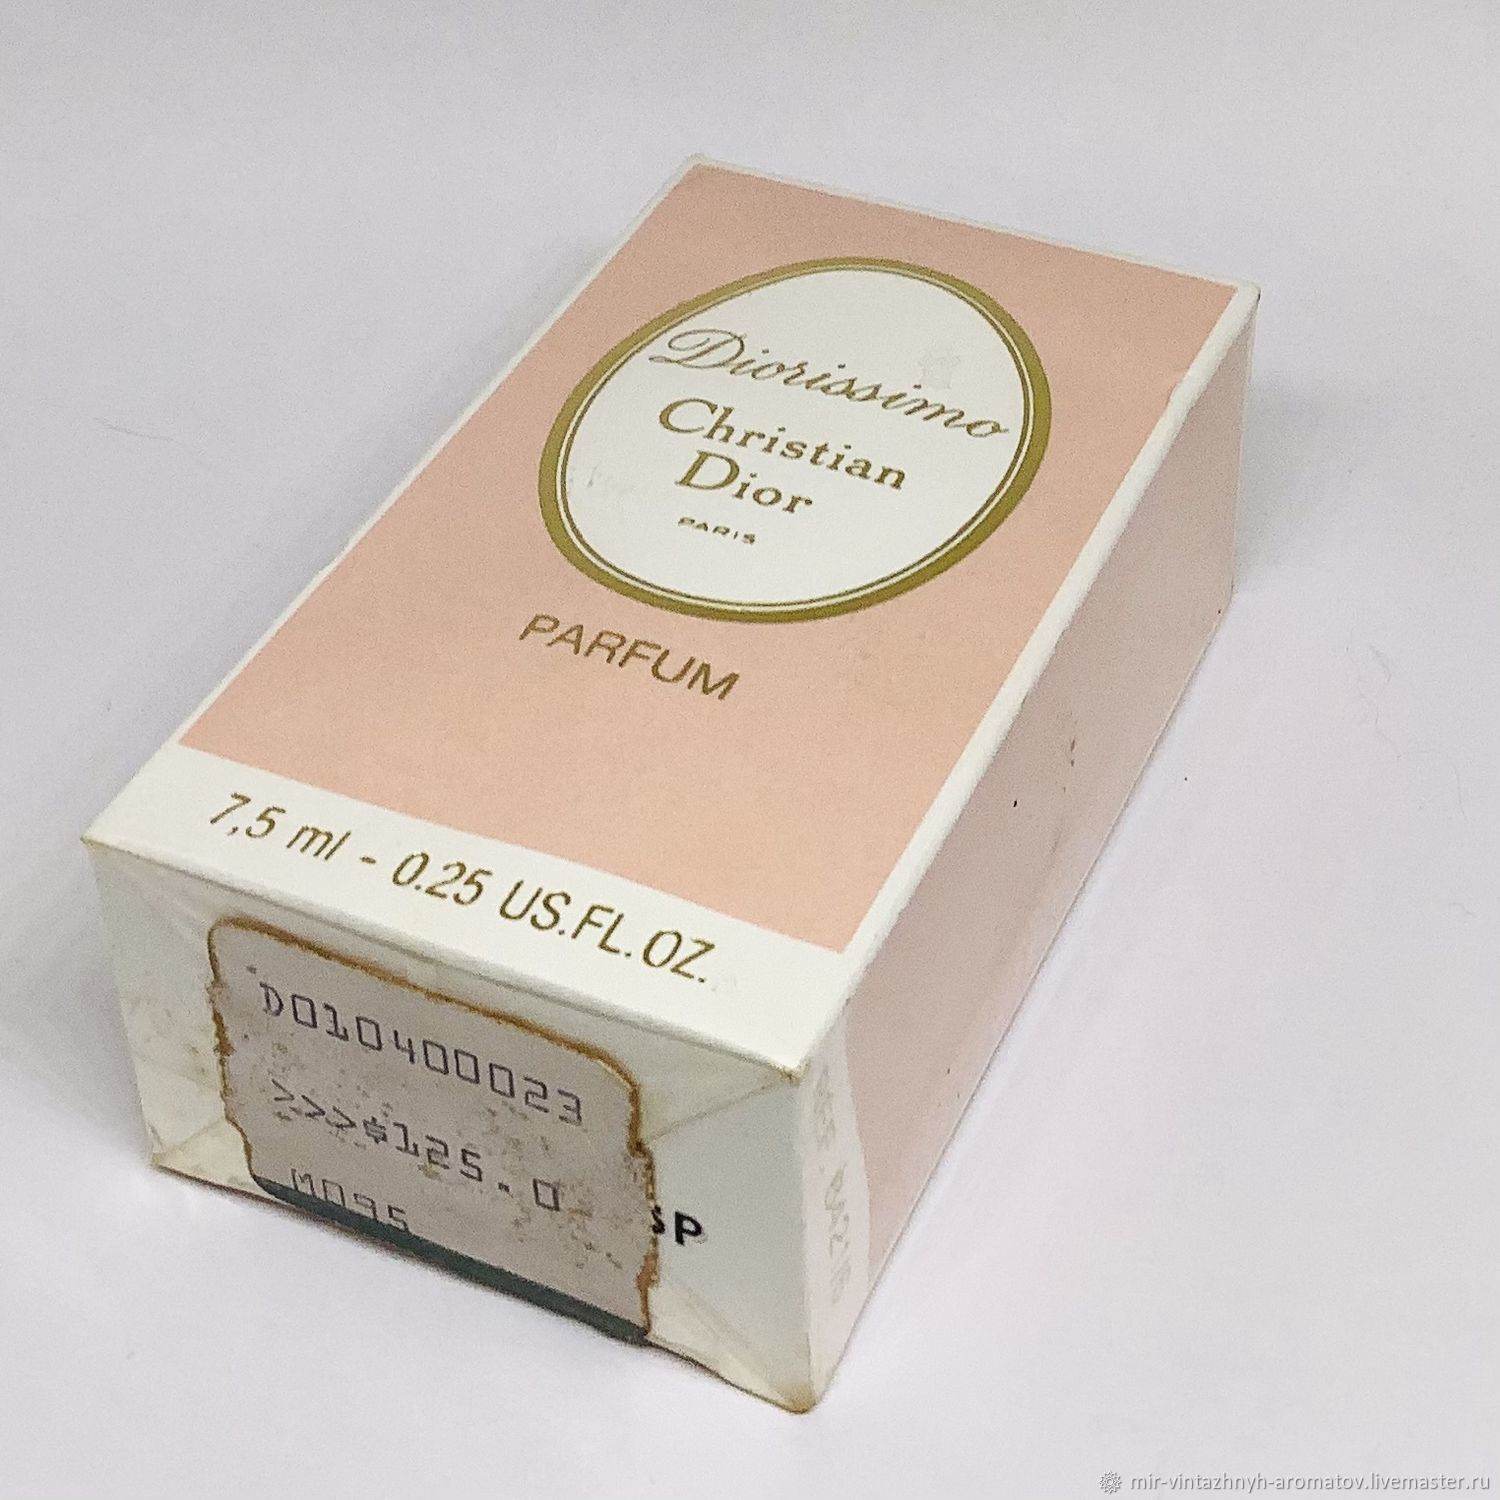 Diorissimo
Christian
Dior
PARIS
PARFUM
7,5 ml - 0.25 US.FL.OZ.
D010400023
>>>$125.0
M095
SP
mir-vintazhnyh-aromatov.livemaster.ru